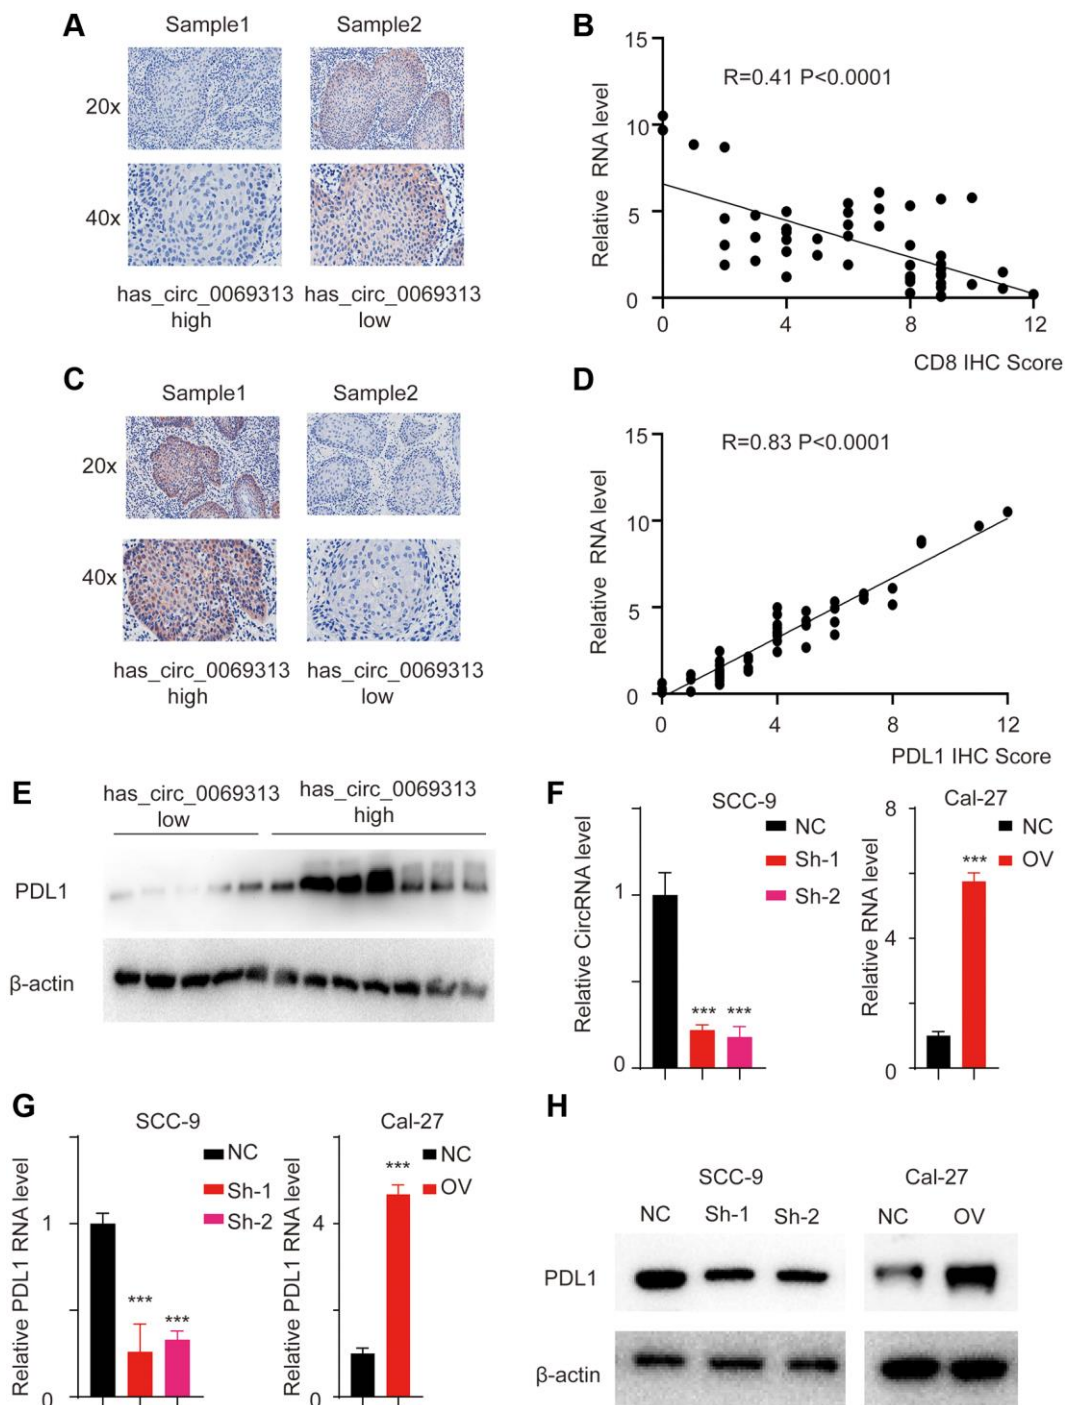 A
Sample1
Sample2
20x
40x
has_circ_0069313
high
has_circ_0069313
low
B
15
10
5
0
Relative RNA level
R=0.41 P<0.0001
0
4
8
12
CD8 IHC Score
C
Sample1
Sample2
20x
40x
has_circ_0069313
high
has_circ_0069313
low
D
15
10
5
0
Relative RNA level
R=0.83 P<0.0001
0
4
8
12
PDL1 IHC Score
E
has_circ_0069313
low
has_circ_0069313
high
PDL1
β-actin
F
SCC-9
Relative CircRNA level
1
0
NC
Sh-1
Sh-2
*** ***
Cal-27
Relative RNA level
8
4
0
NC
OV
***
G
SCC-9
Relative PDL1 RNA level
1
0
NC
Sh-1
Sh-2
***
***
Cal-27
Relative PDL1 RNA level
4
0
NC
OV
***
H
SCC-9
Cal-27
NC
Sh-1
Sh-2
NC
OV
PDL1
β-actin